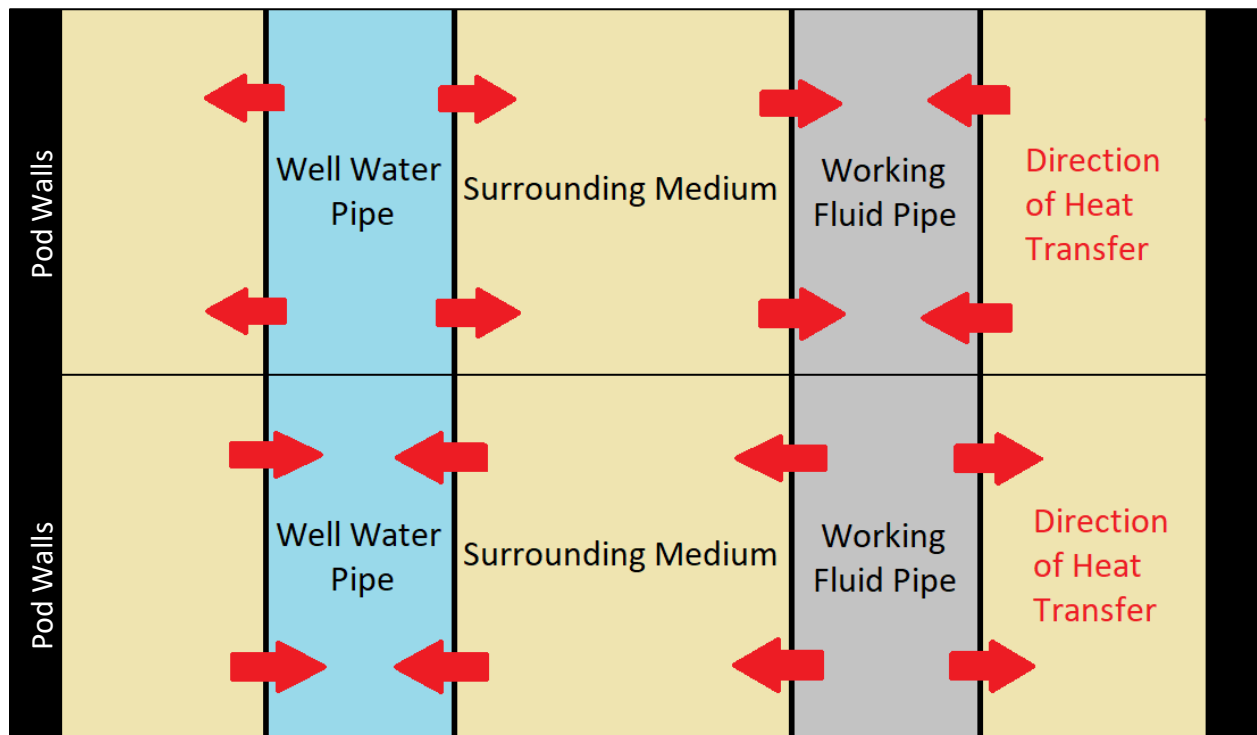 Pod Walls
Well Water
Pipe
Surrounding Medium
Working
Fluid Pipe
Direction
of Heat
Transfer
Pod Walls
Well Water
Pipe
Surrounding Medium
Working
Fluid Pipe
Direction
of Heat
Transfer